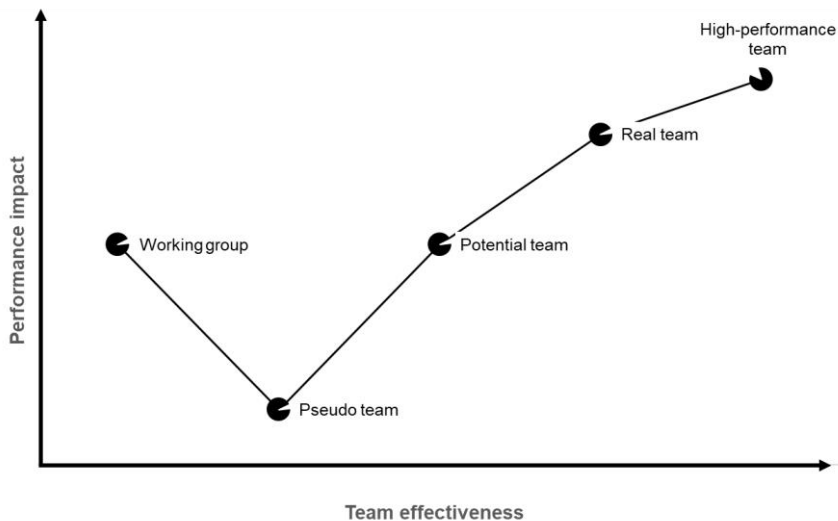 High-performance
team
Real team
Working group
Potential team
Pseudo team
Performance impact
Team effectiveness